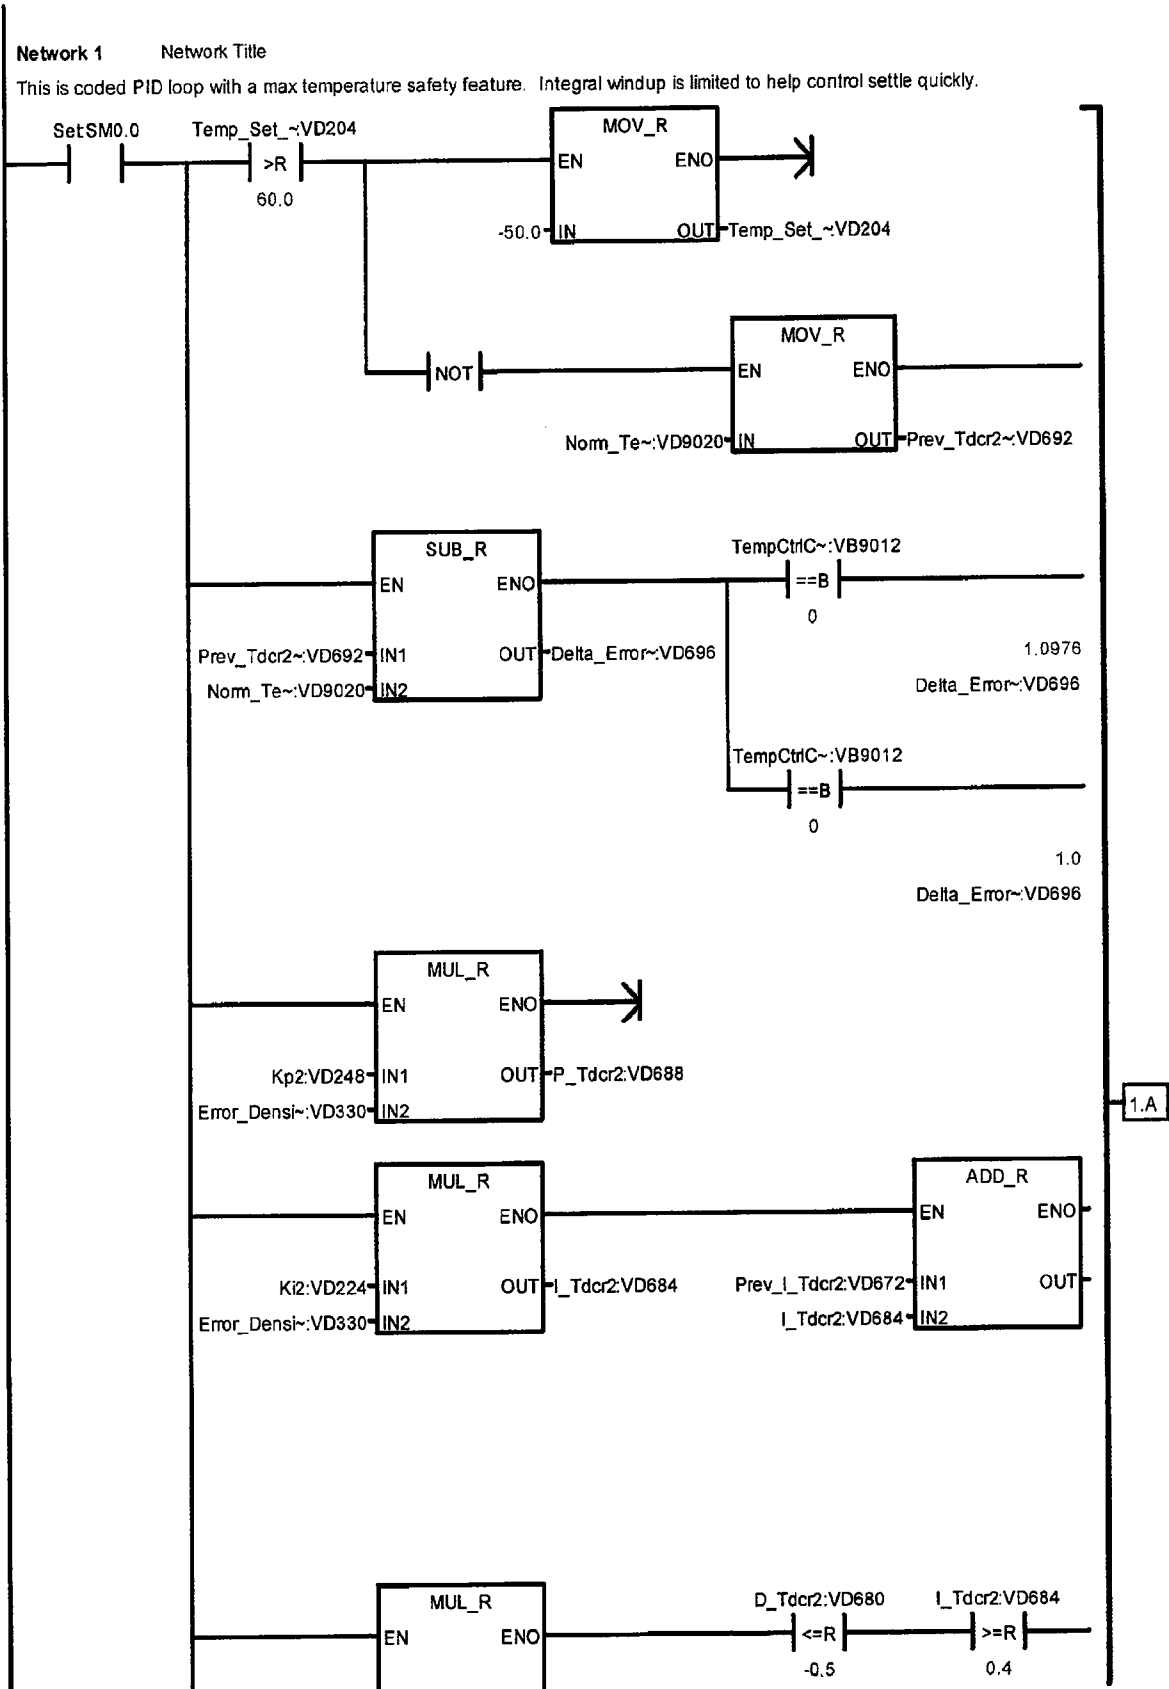 Network 1 Network Title
This is coded PID loop with a max temperature safety feature. Integral windup is limited to help control settle quickly.
Set:SM0.0 Temp_Set_~:VD204 MOV_R
>R EN ENO
60.0
-50.0 IN OUT Temp_Set_~:VD204
MOV_R
NOT EN ENO
Norm_Te~:VD9020 IN OUT Prev_Tdcr2~:VD692
SUB_R TempCtrlC~:VB9012
EN ENO ==B
0
Prev_Tdcr2~:VD692 IN1 OUT Delta_Error~:VD696 1.0976
Norm_Te~:VD9020 IN2 Delta_Error~:VD696
TempCtrlC~:VB9012
==B
0
1.0
Delta_Error~:VD696
MUL_R
EN ENO
Kp2:VD248 IN1 OUT P_Tdcr2:VD688
Error_Densi~:VD330 IN2
1.A
MUL_R ADD_R
EN ENO EN ENO
Ki2:VD224 IN1 OUT I_Tdcr2:VD684 Prev_I_Tdcr2:VD672 IN1 OUT
Error_Densi~:VD330 IN2 I_Tdcr2:VD684 IN2
MUL_R D_Tdcr2:VD680 I_Tdcr2:VD684
EN ENO <=R >=R
-0.5 0.4